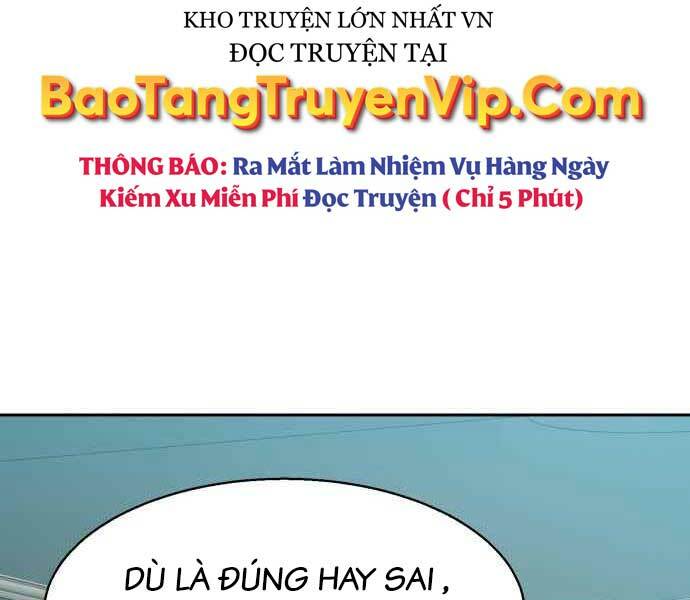 KHO TRUYỆN LỚN NHẤT VN
ĐỌC TRUYỆN TẠI
BaoTangTruyenVip.Com
THÔNG BÁO: Ra Mắt Làm Nhiệm Vụ Hàng Ngày
Kiếm Xu Miễn Phí Đọc Truyện ( Chỉ 5 Phút)
DÙ LÀ ĐÚNG HAY SAI ,